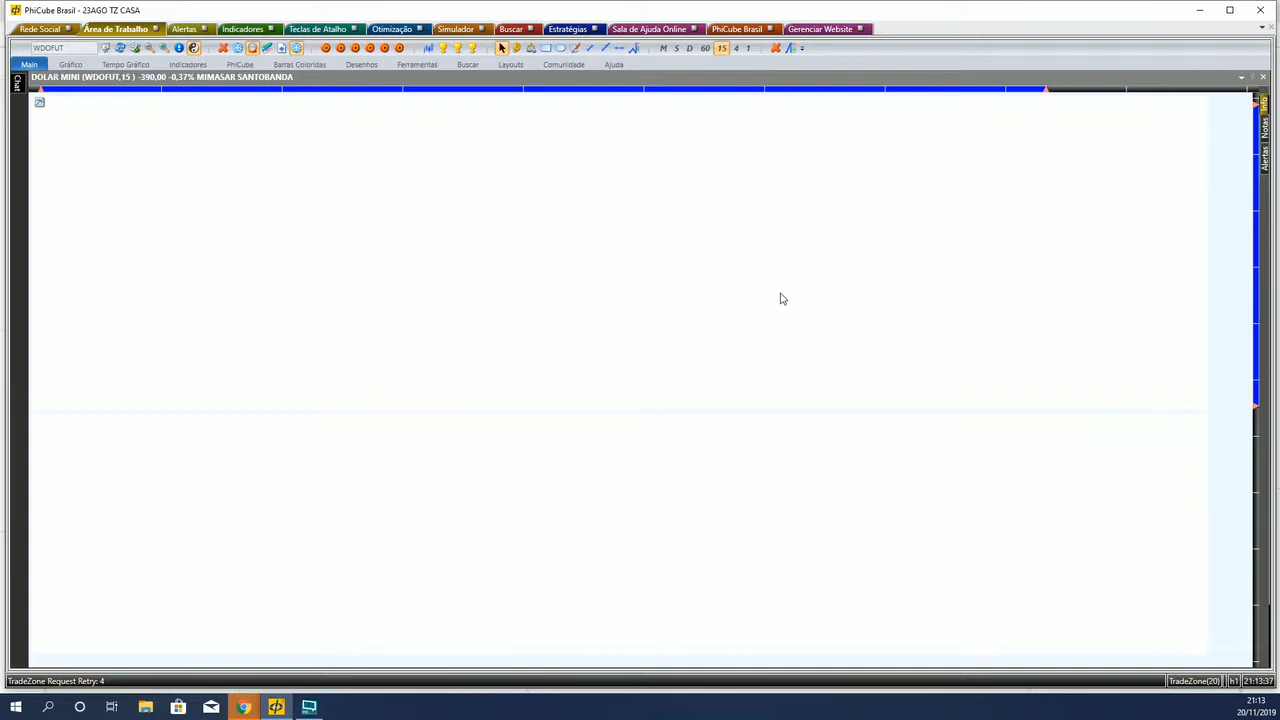 PhiCube Brasil - 23AGO TZ CASA
Rede Social Área de Trabalho Alertas Indicadores Teclas de Atalho Otimização Simulador Buscar Estratégias Sala de Ajuda Online PhiCube Brasil Gerenciar Website
WDOFUT M S D 60 15 4 1
Main Gráfico Tempo Gráfico Indicadores PhiCube Barras Coloridas Desenhos Ferramentas Buscar Layouts Comunidade Ajuda
DOLAR MINI (WDOFUT,15 ) -390,00 -0,37% MIMASAR SANTOBANDA
Chat
Info
Notas
Alertas
TradeZone Request Retry: 4 TradeZone(20) h1 21:13:37
21:13
20/11/2019